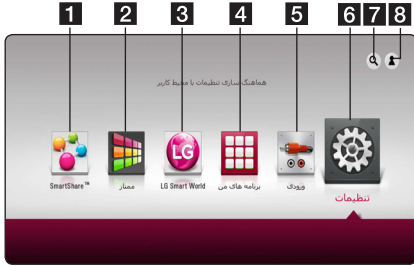 1 2 3 4 5 6 7 8
هماهنگ سازی تنظیمات با محیط کاربر
LG
SmartShare™
ممتاز
LG Smart World
برنامه های من
ورودی
تنظیمات